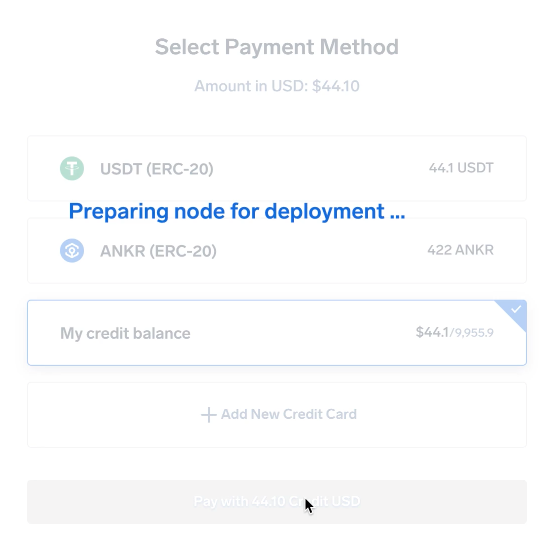 Select Payment Method
Amount in USD: $44.10
USDT (ERC-20) 44.1 USDT
Preparing node for deployment ...
ANKR (ERC-20) 422 ANKR
My credit balance $44.1/9,955.9
Add New Credit Card
Pay with 44.10 Credit USD